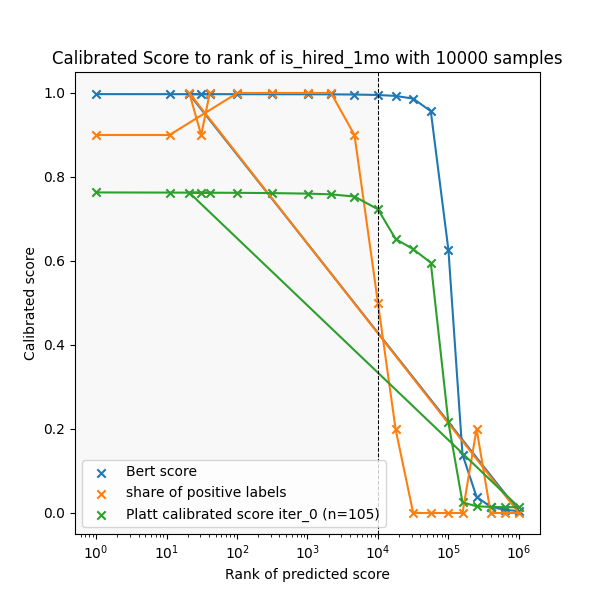 Calibrated Score to rank of is_hired_1mo with 10000 samples
Calibrated score
1.0
0.8
0.6
0.4
0.2
0.0
Bert score
share of positive labels
Platt calibrated score iter_0 (n=105)
10^0 10^1 10^2 10^3 10^4 10^5 10^6
Rank of predicted score